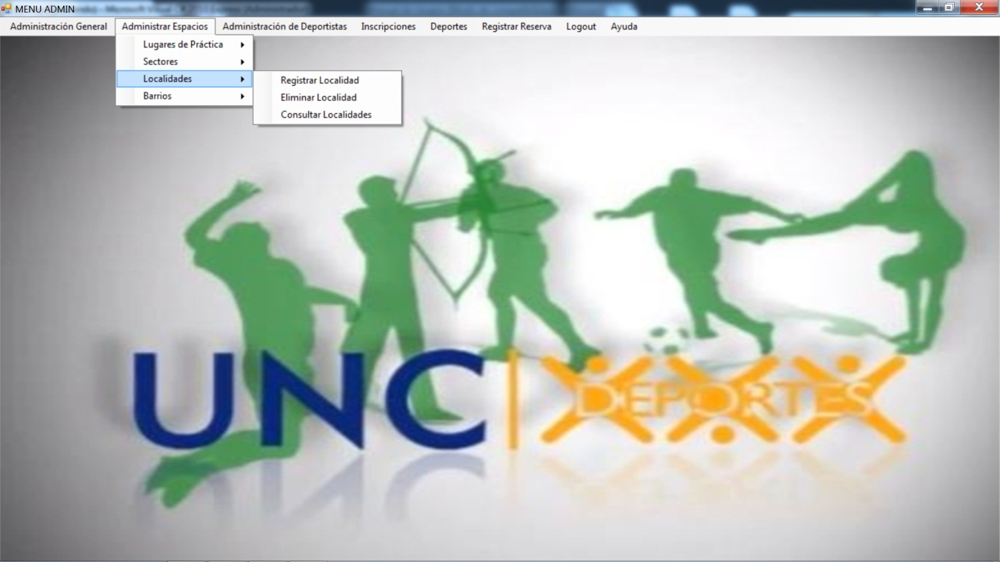 MENU ADMIN
Administración General Administrar Espacios Administración de Deportistas Inscripciones Deportes Registrar Reserva Logout Ayuda
Lugares de Práctica
Sectores
Localidades
Barrios
Registrar Localidad
Eliminar Localidad
Consultar Localidades
UNC DEPORTES